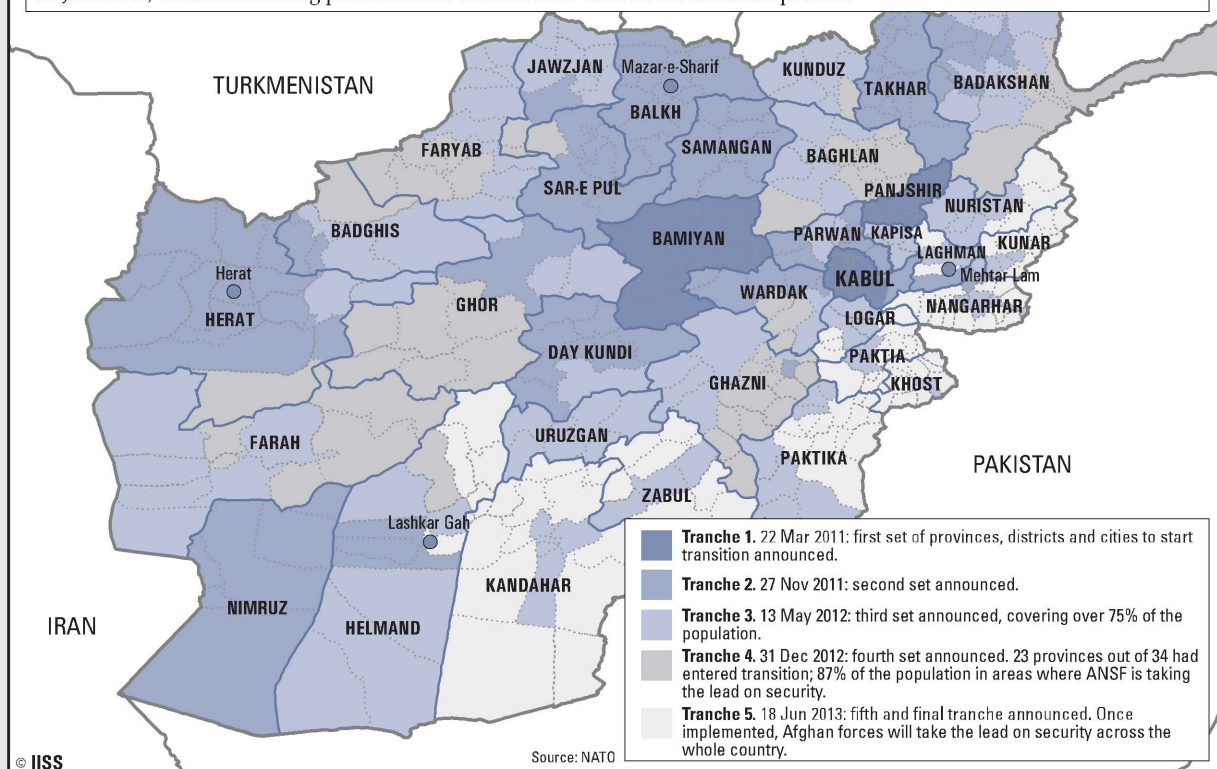 TURKMENISTAN
JAWZJAN
Mazar-e-Sharif
KUNDUZ
TAKHAR
BADAKSHAN
BALKH
FARYAB
SAMANGAN
BAGHLAN
SAR-E PUL
PANJSHIR
NURISTAN
BADGHIS
BAMIYAN
PARWAN
KAPISA
KUNAR
LAGHMAN
Mehtar Lam
Herat
HERAT
KABUL
WARDAK
GHOR
NANGARHAR
LOGAR
DAY KUNDI
PAKTIA
GHAZNI
KHOST
FARAH
URUZGAN
PAKTIKA
PAKISTAN
ZABUL
Lashkar Gah
KANDAHAR
NIMRUZ
IRAN
HELMAND
Tranche 1. 22 Mar 2011: first set of provinces, districts and cities to start
transition announced.
Tranche 2. 27 Nov 2011: second set announced.
Tranche 3. 13 May 2012: third set announced, covering over 75% of the
population.
Tranche 4. 31 Dec 2012: fourth set announced. 23 provinces out of 34 had
entered transition; 87% of the population in areas where ANSF is taking
the lead on security.
Tranche 5. 18 Jun 2013: fifth and final tranche announced. Once
implemented, Afghan forces will take the lead on security across the
whole country.
Source: NATO
© IISS